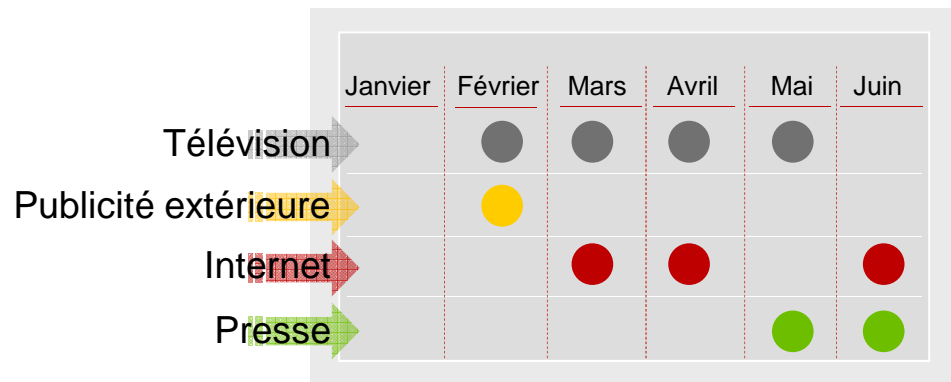 Janvier Février Mars Avril Mai Juin
Télévision
Publicité extérieure
Internet
Presse